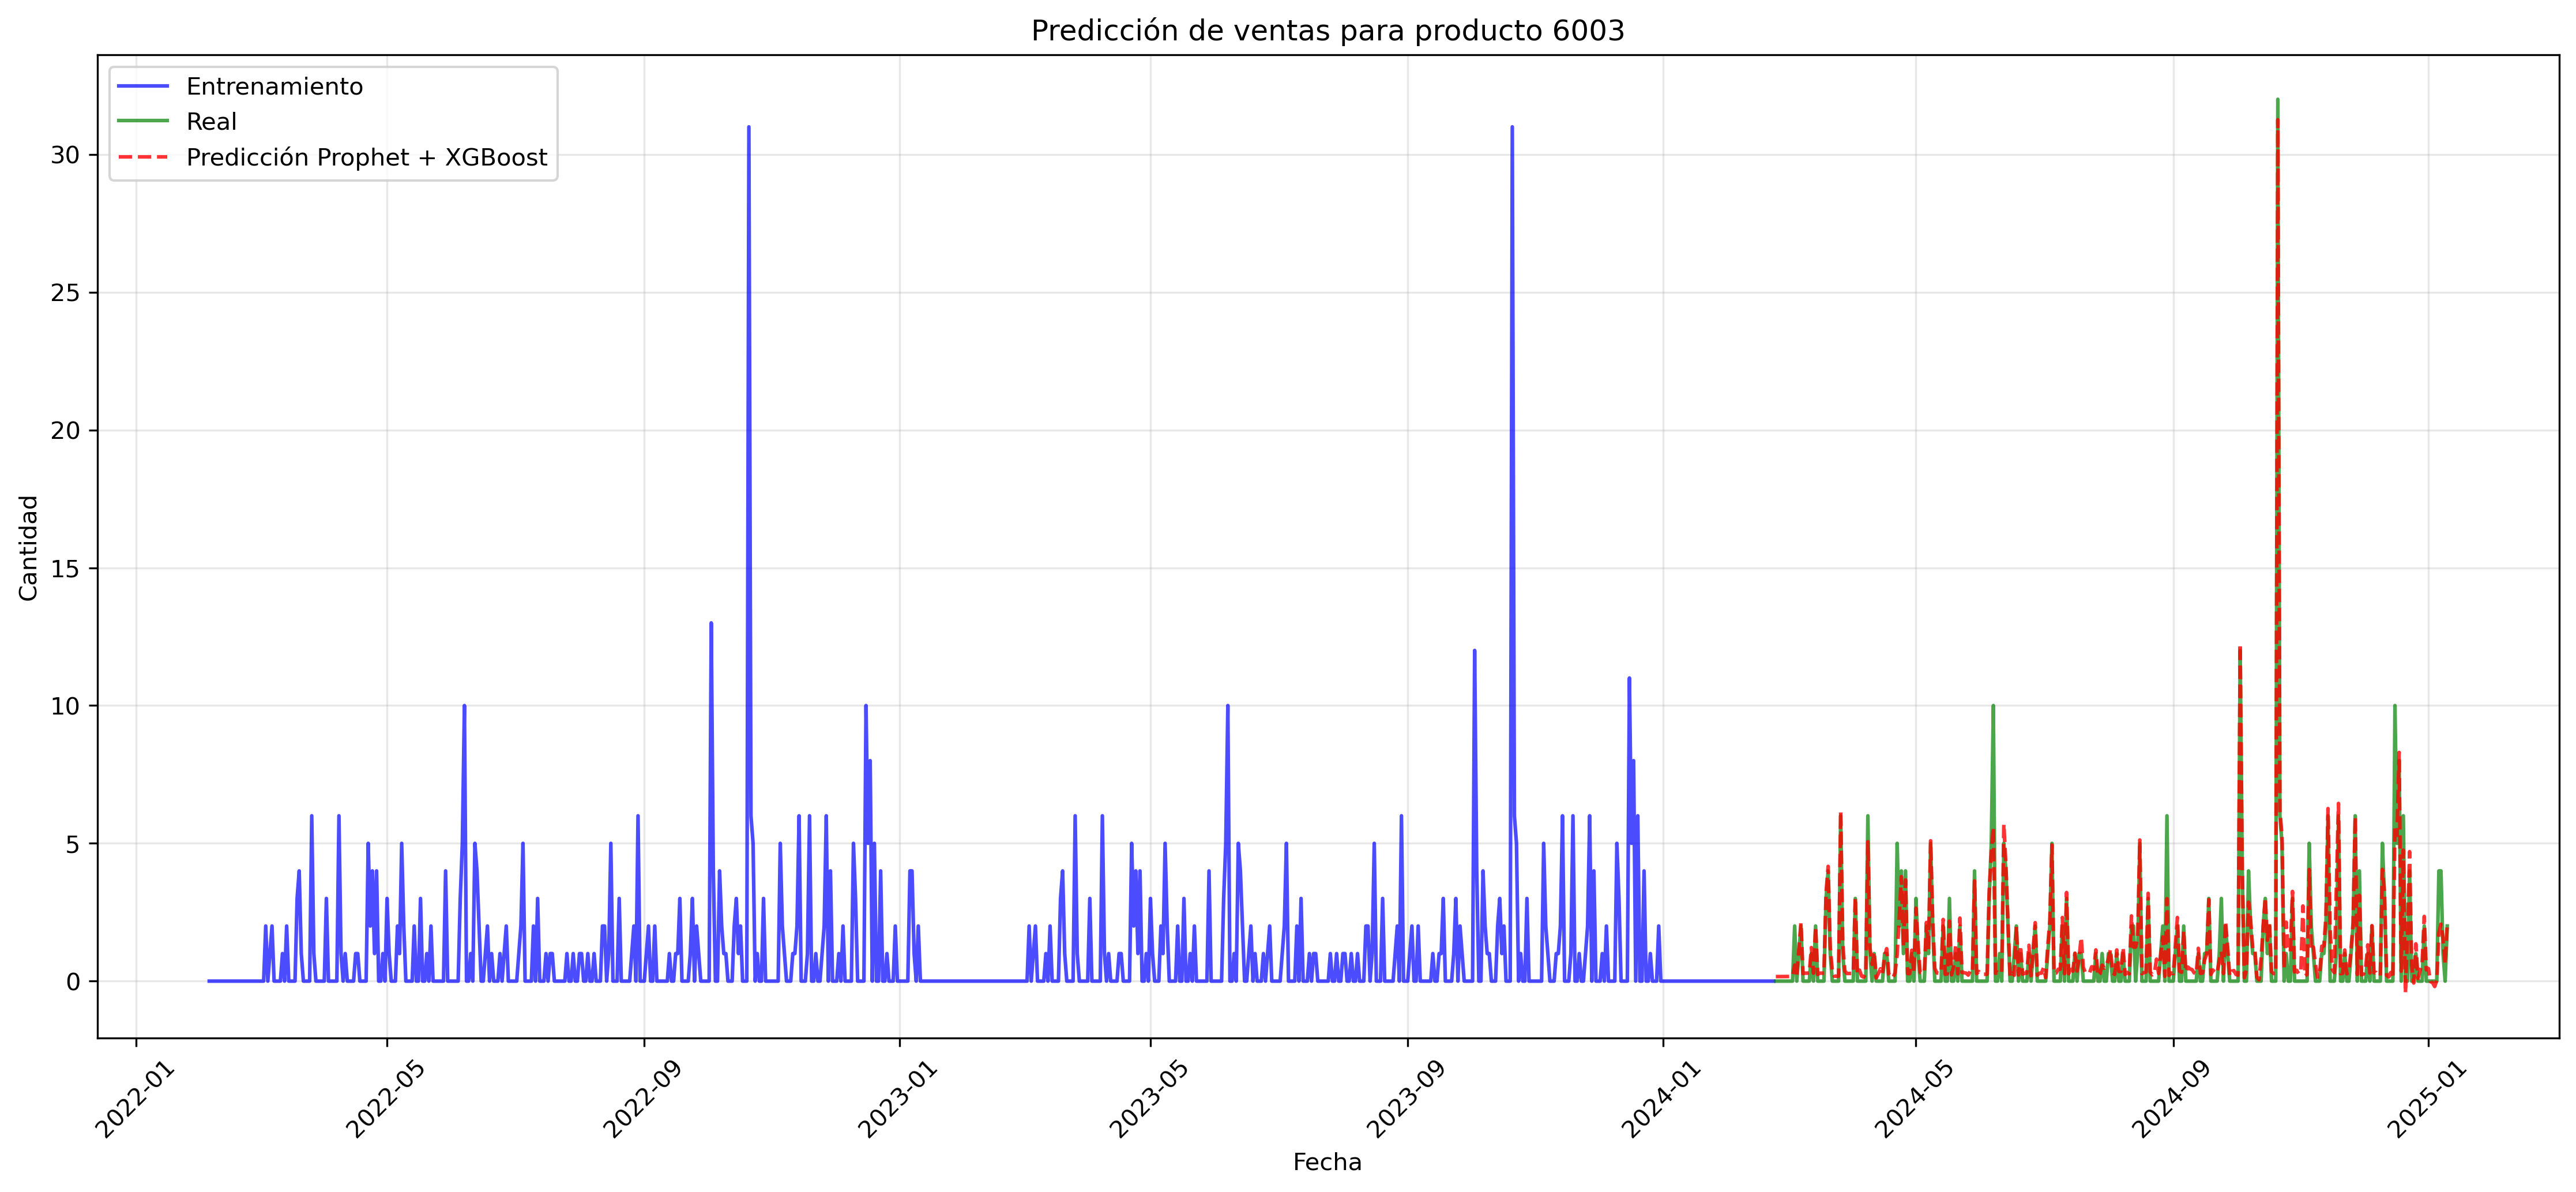 Predicción de ventas para producto 6003
Entrenamiento
Real
Predicción Prophet + XGBoost
30
25
20
15
10
5
0
Cantidad
2022-01
2022-05
2022-09
2023-01
2023-05
2023-09
2024-01
2024-05
2024-09
2025-01
Fecha